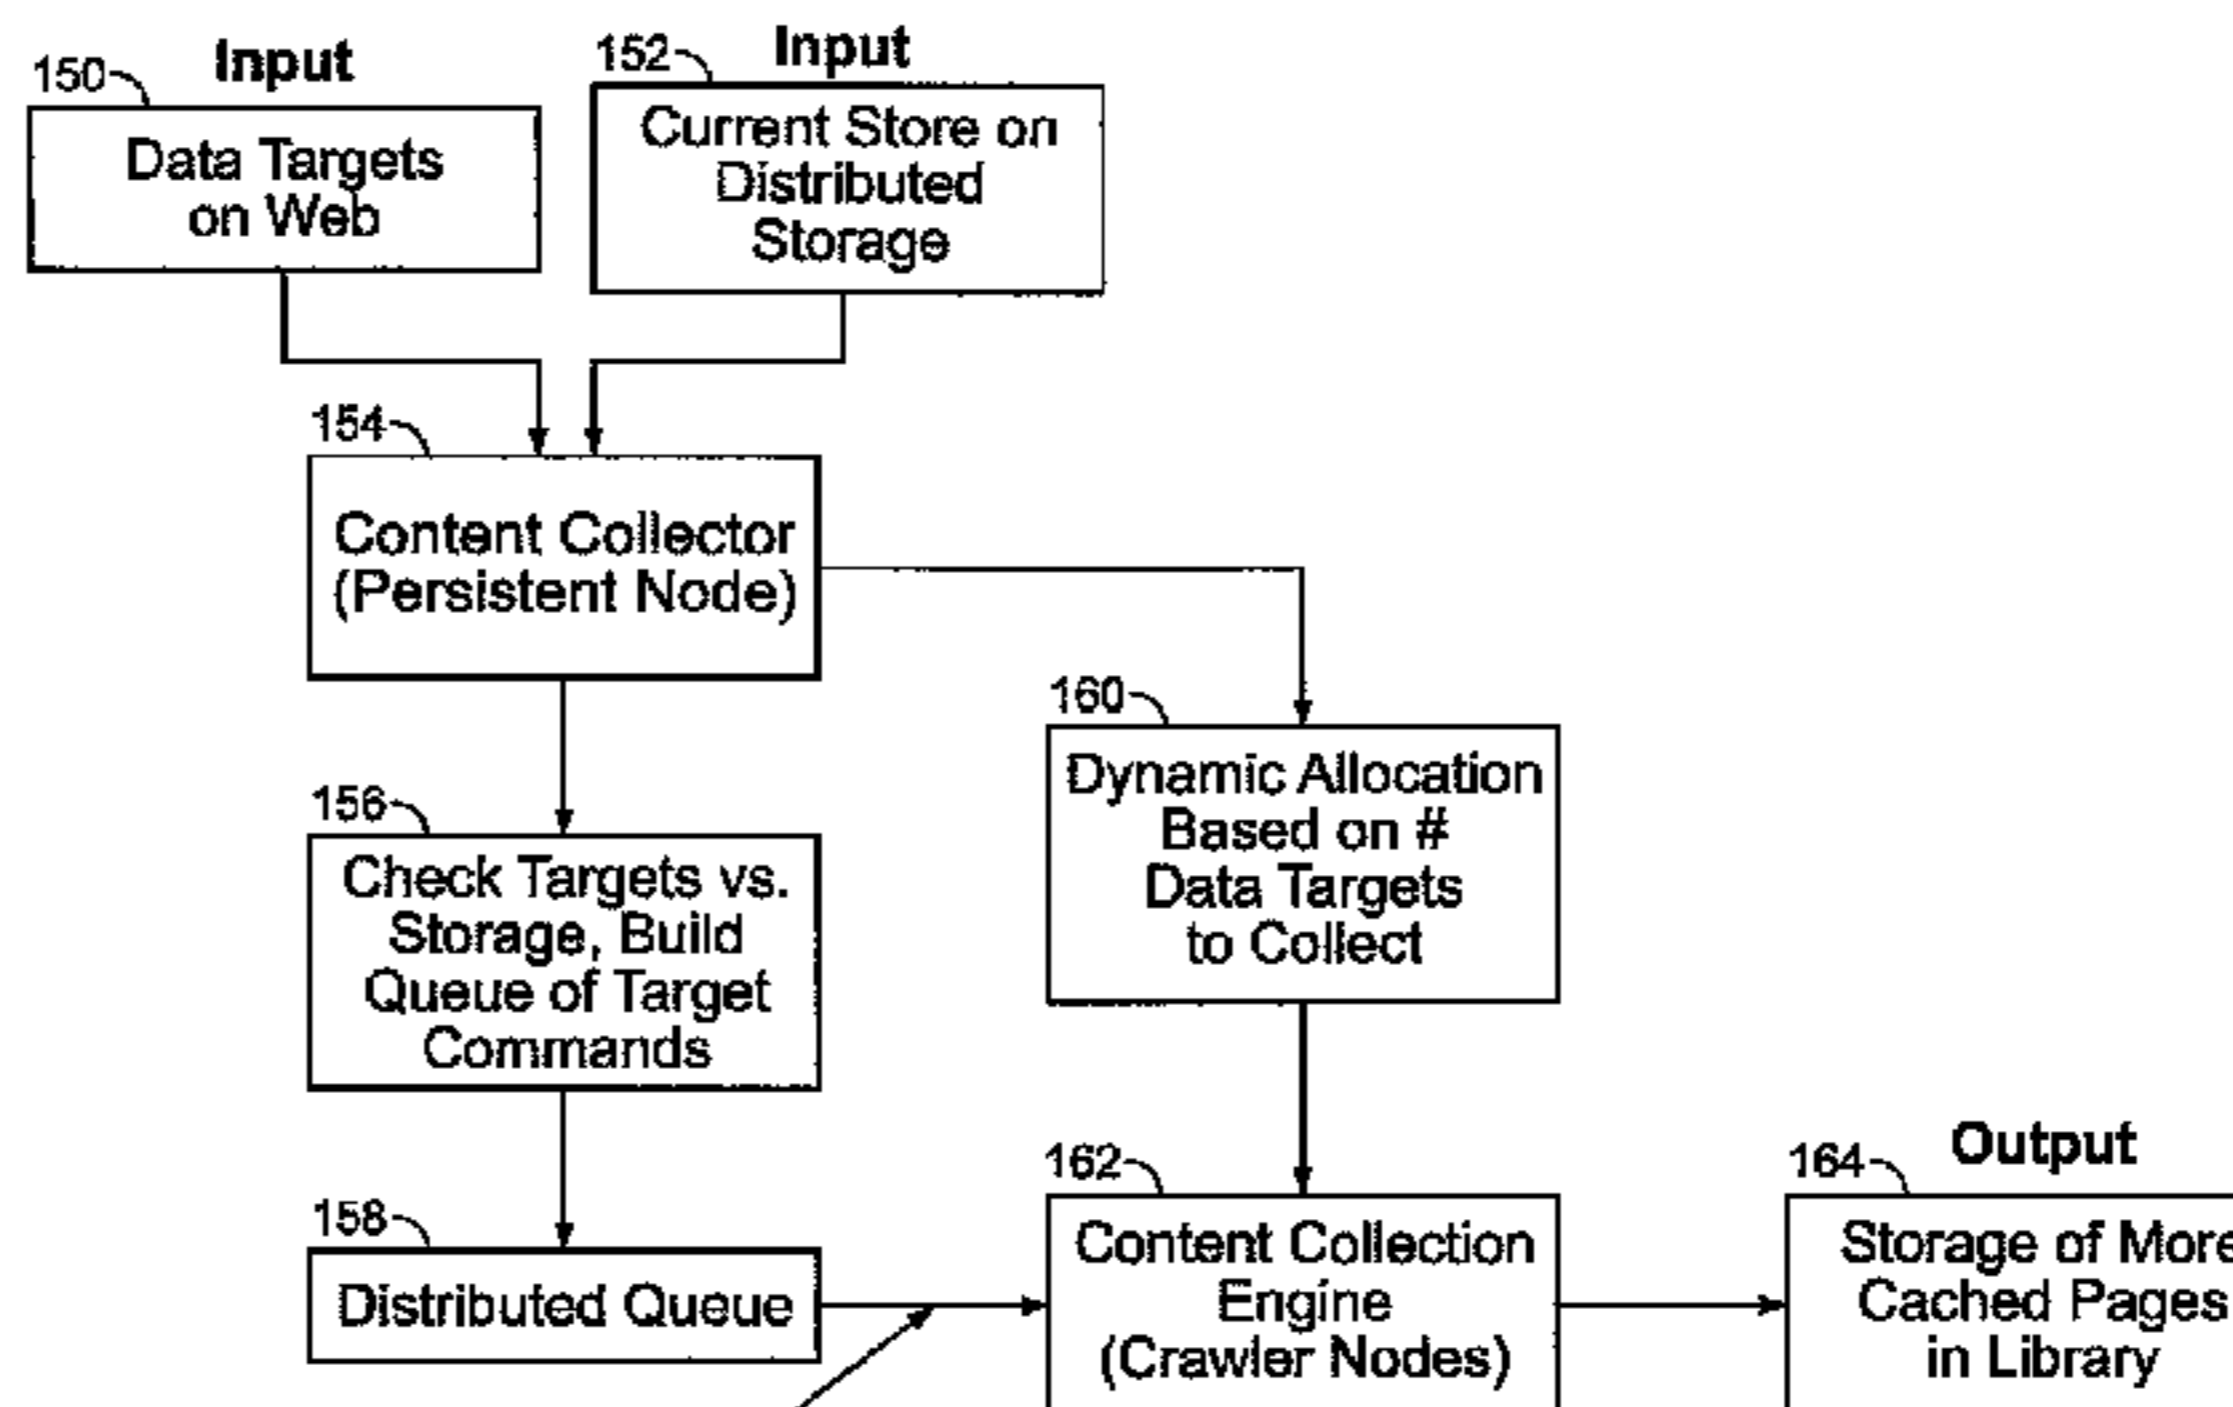 Input
150
Data Targets
on Web
Input
152
Current Store on
Distributed
Storage
154
Content Collector
(Persistent Node)
156
Check Targets vs.
Storage, Build
Queue of Target
Commands
158
Distributed Queue
160
Dynamic Allocation
Based on #
Data Targets
to Collect
162
Content Collection
Engine
(Crawler Nodes)
Output
164
Storage of More
Cached Pages
in Library